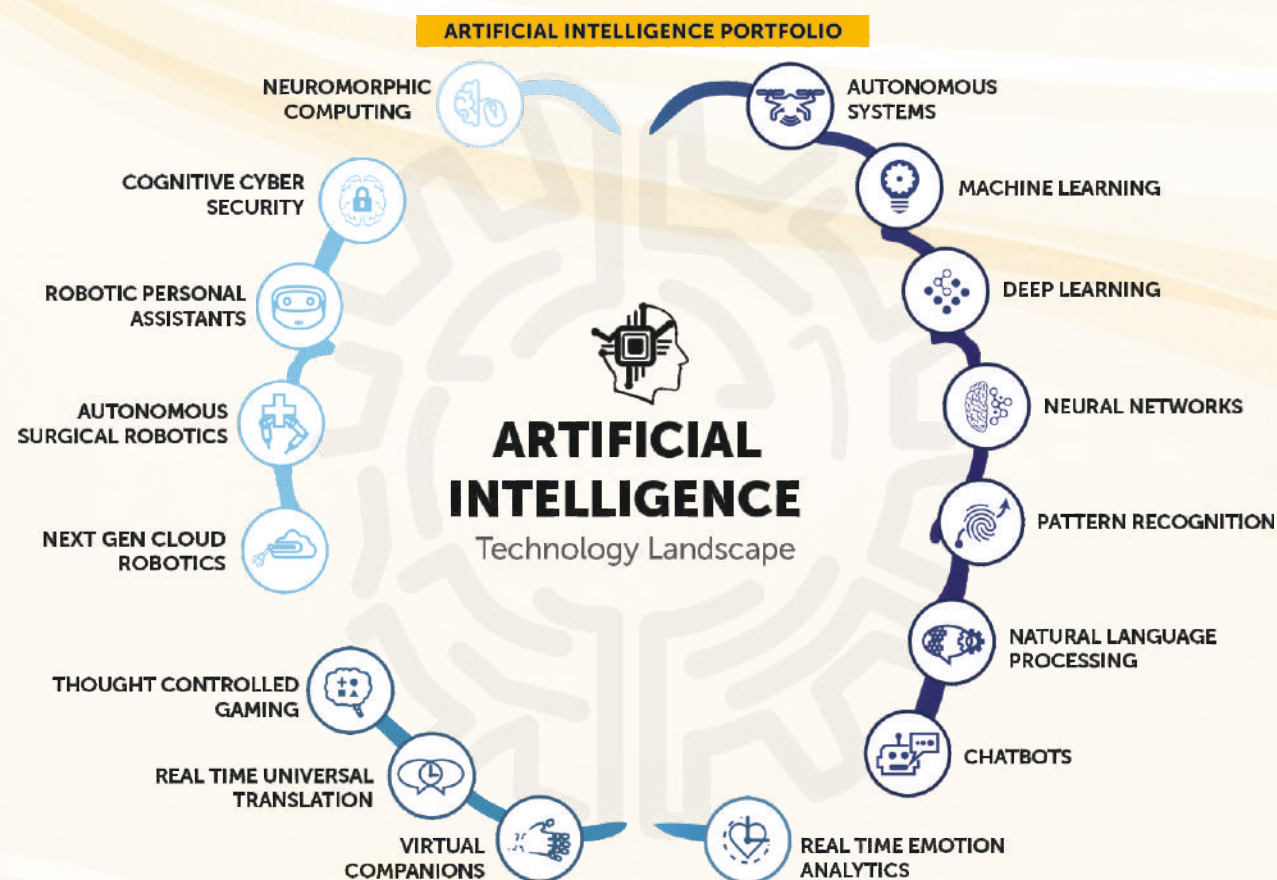 ARTIFICIAL INTELLIGENCE PORTFOLIO
NEUROMORPHIC
COMPUTING
AUTONOMOUS
SYSTEMS
COGNITIVE CYBER
SECURITY
MACHINE LEARNING
ROBOTIC PERSONAL
ASSISTANTS
DEEP LEARNING
AUTONOMOUS
SURGICAL ROBOTICS
NEURAL NETWORKS
ARTIFICIAL
INTELLIGENCE
Technology Landscape
NEXT GEN CLOUD
ROBOTICS
PATTERN RECOGNITION
NATURAL LANGUAGE
PROCESSING
THOUGHT CONTROLLED
GAMING
CHATBOTS
REAL TIME UNIVERSAL
TRANSLATION
VIRTUAL
COMPANIONS
REAL TIME EMOTION
ANALYTICS